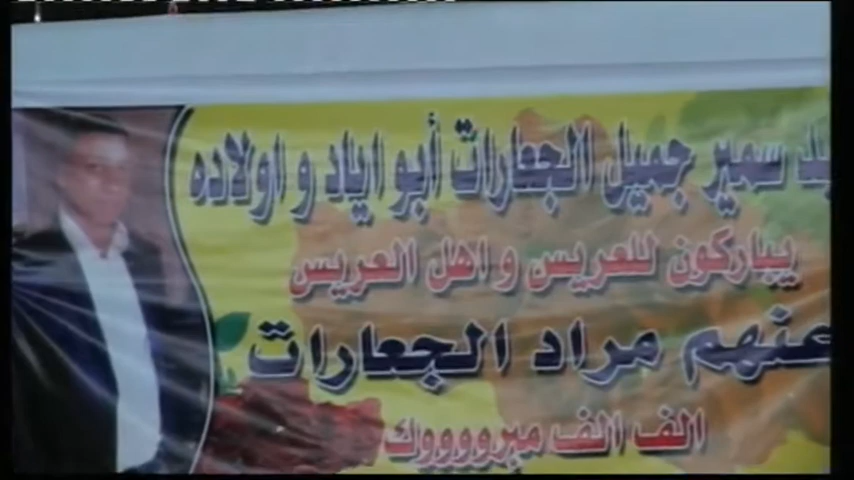 سمير جميل الجعارات أبو اياد و اولاده
يباركون للعريس و اهل العريس
عنهم مراد الجعارات
الف الف مبرووووك